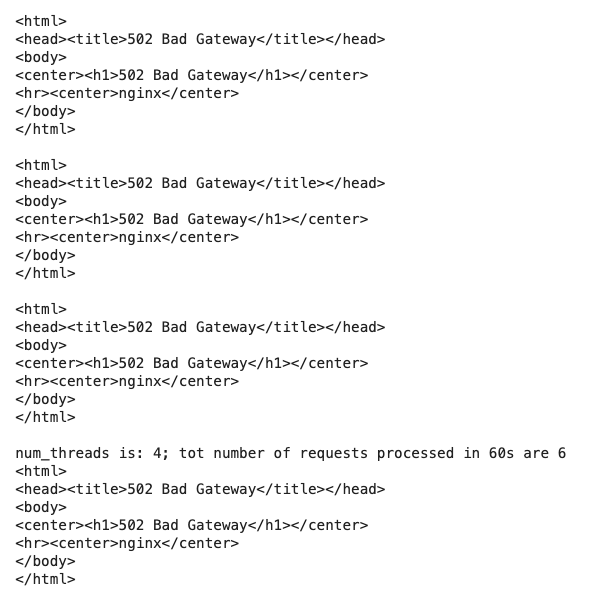 <html>
<head><title>502 Bad Gateway</title></head>
<body>
<center><h1>502 Bad Gateway</h1></center>
<hr><center>nginx</center>
</body>
</html>

<html>
<head><title>502 Bad Gateway</title></head>
<body>
<center><h1>502 Bad Gateway</h1></center>
<hr><center>nginx</center>
</body>
</html>

<html>
<head><title>502 Bad Gateway</title></head>
<body>
<center><h1>502 Bad Gateway</h1></center>
<hr><center>nginx</center>
</body>
</html>

num_threads is: 4; tot number of requests processed in 60s are 6
<html>
<head><title>502 Bad Gateway</title></head>
<body>
<center><h1>502 Bad Gateway</h1></center>
<hr><center>nginx</center>
</body>
</html>